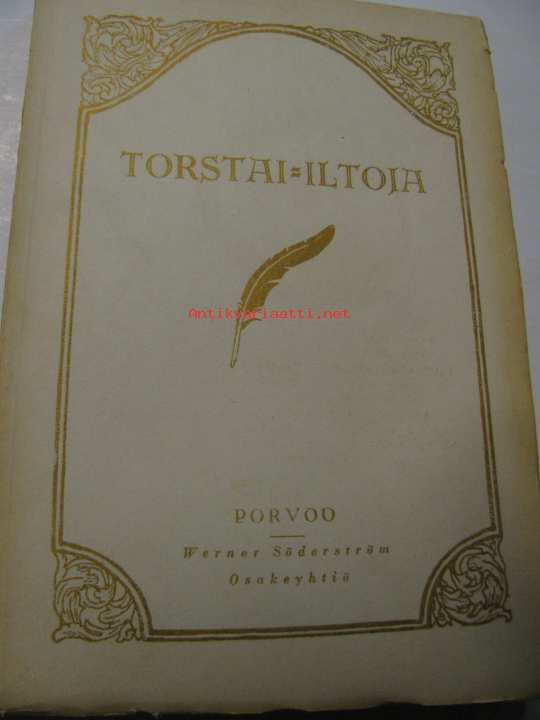 TORSTAI=ILTOJA
Antikvariaatti.net
PORVOO
Werner Söderström
Osakeyhtiö